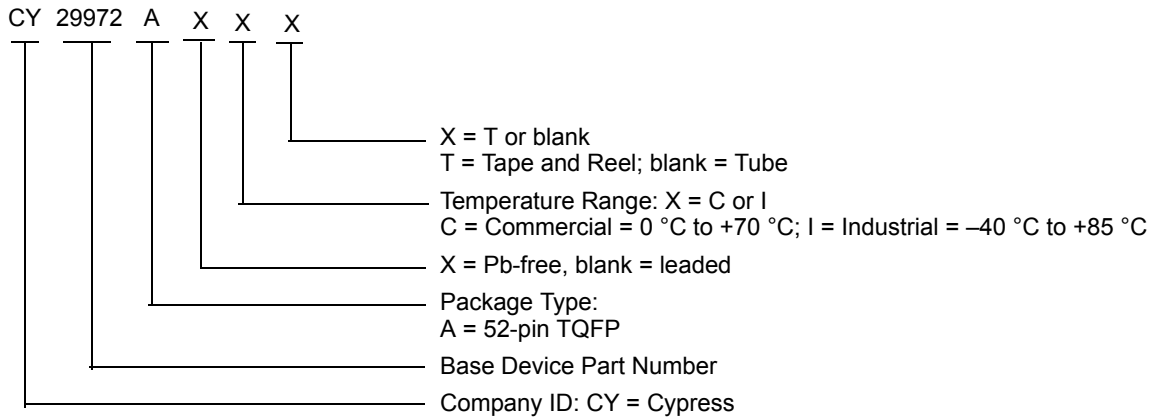 CY 29972 A X X X
X = T or blank
T = Tape and Reel; blank = Tube
Temperature Range: X = C or I
C = Commercial = 0 °C to +70 °C; I = Industrial = –40 °C to +85 °C
X = Pb-free, blank = leaded
Package Type:
A = 52-pin TQFP
Base Device Part Number
Company ID: CY = Cypress